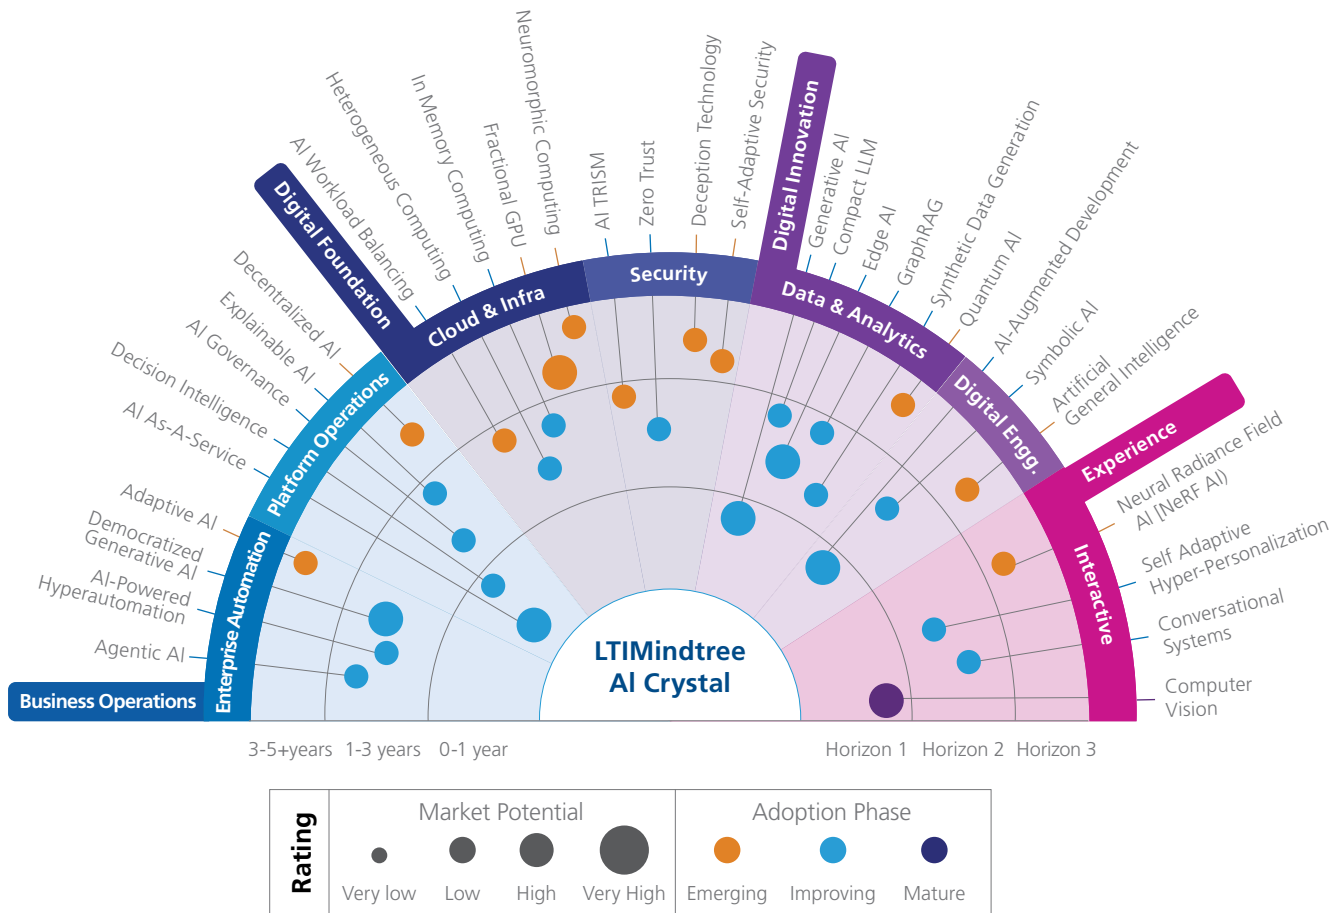 Business Operations
Enterprise Automation
Agentic AI
AI-Powered
Hyperautomation
Democratized
Generative AI
Adaptive AI
Platform Operations
AI As-A-Service
Decision Intelligence
AI Governance
Explainable AI
Decentralized AI
Digital Foundation
Cloud & Infra
AI Workload Balancing
Heterogeneous Computing
In Memory Computing
Fractional GPU
Neuromorphic Computing
Security
AI TRISM
Zero Trust
Deception Technology
Self-Adaptive Security
Digital Innovation
Data & Analytics
Generative AI
Compact LLM
Edge AI
GraphRAG
Synthetic Data Generation
Quantum AI
Digital Engg.
AI-Augmented Development
Symbolic AI
Artificial
General Intelligence
Experience
Interactive
Neural Radiance Field
AI [NeRF AI)
Self Adaptive
Hyper-Personalization
Conversational
Systems
Computer
Vision
LTIMindtree
AI Crystal
3-5+years
1-3 years
0-1 year
Horizon 1
Horizon 2
Horizon 3
Rating
Market Potential
Very low
Low
High
Very High
Adoption Phase
Emerging
Improving
Mature